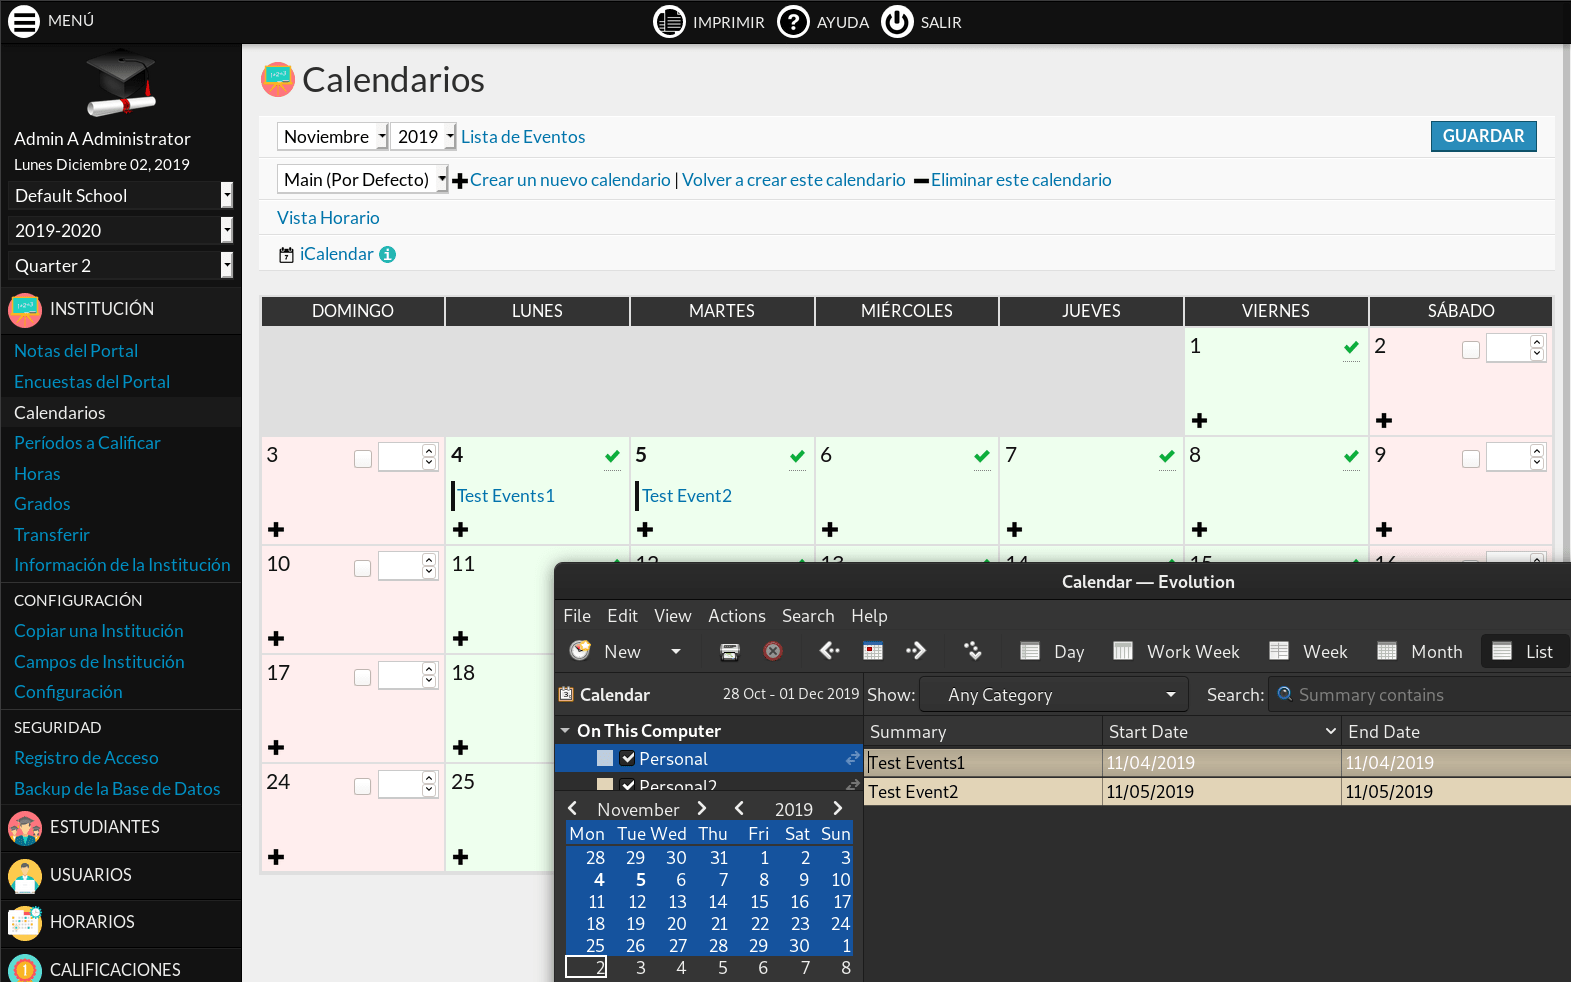 MENÚ
IMPRIMIR
AYUDA
SALIR
Admin A Administrator
Lunes Diciembre 02, 2019
Default School
2019-2020
Quarter 2
INSTITUCIÓN
Notas del Portal
Encuestas del Portal
Calendarios
Períodos a Calificar
Horas
Grados
Transferir
Información de la Institución
CONFIGURACIÓN
Copiar una Institución
Campos de Institución
Configuración
SEGURIDAD
Registro de Acceso
Backup de la Base de Datos
ESTUDIANTES
USUARIOS
HORARIOS
CALIFICACIONES
Calendarios
Noviembre 2019 Lista de Eventos
GUARDAR
Main (Por Defecto) Crear un nuevo calendario | Volver a crear este calendario Eliminar este calendario
Vista Horario
iCalendar
DOMINGO LUNES MARTES MIÉRCOLES JUEVES VIERNES SÁBADO
1 2
3 4 5 6 7 8 9
Test Events1 Test Event2
10 11 12 13 14 15 16
17 18
24 25
Calendar — Evolution
File Edit View Actions Search Help
New Day Work Week Week Month List
Calendar 28 Oct - 01 Dec 2019 Show: Any Category Search: Summary contains
On This Computer
Personal
Personal2
November 2019
Mon Tue Wed Thu Fri Sat Sun
28 29 30 31 1 2 3
4 5 6 7 8 9 10
11 12 13 14 15 16 17
18 19 20 21 22 23 24
25 26 27 28 29 30 1
2 3 4 5 6 7 8
Summary Start Date End Date
Test Events1 11/04/2019 11/04/2019
Test Event2 11/05/2019 11/05/2019